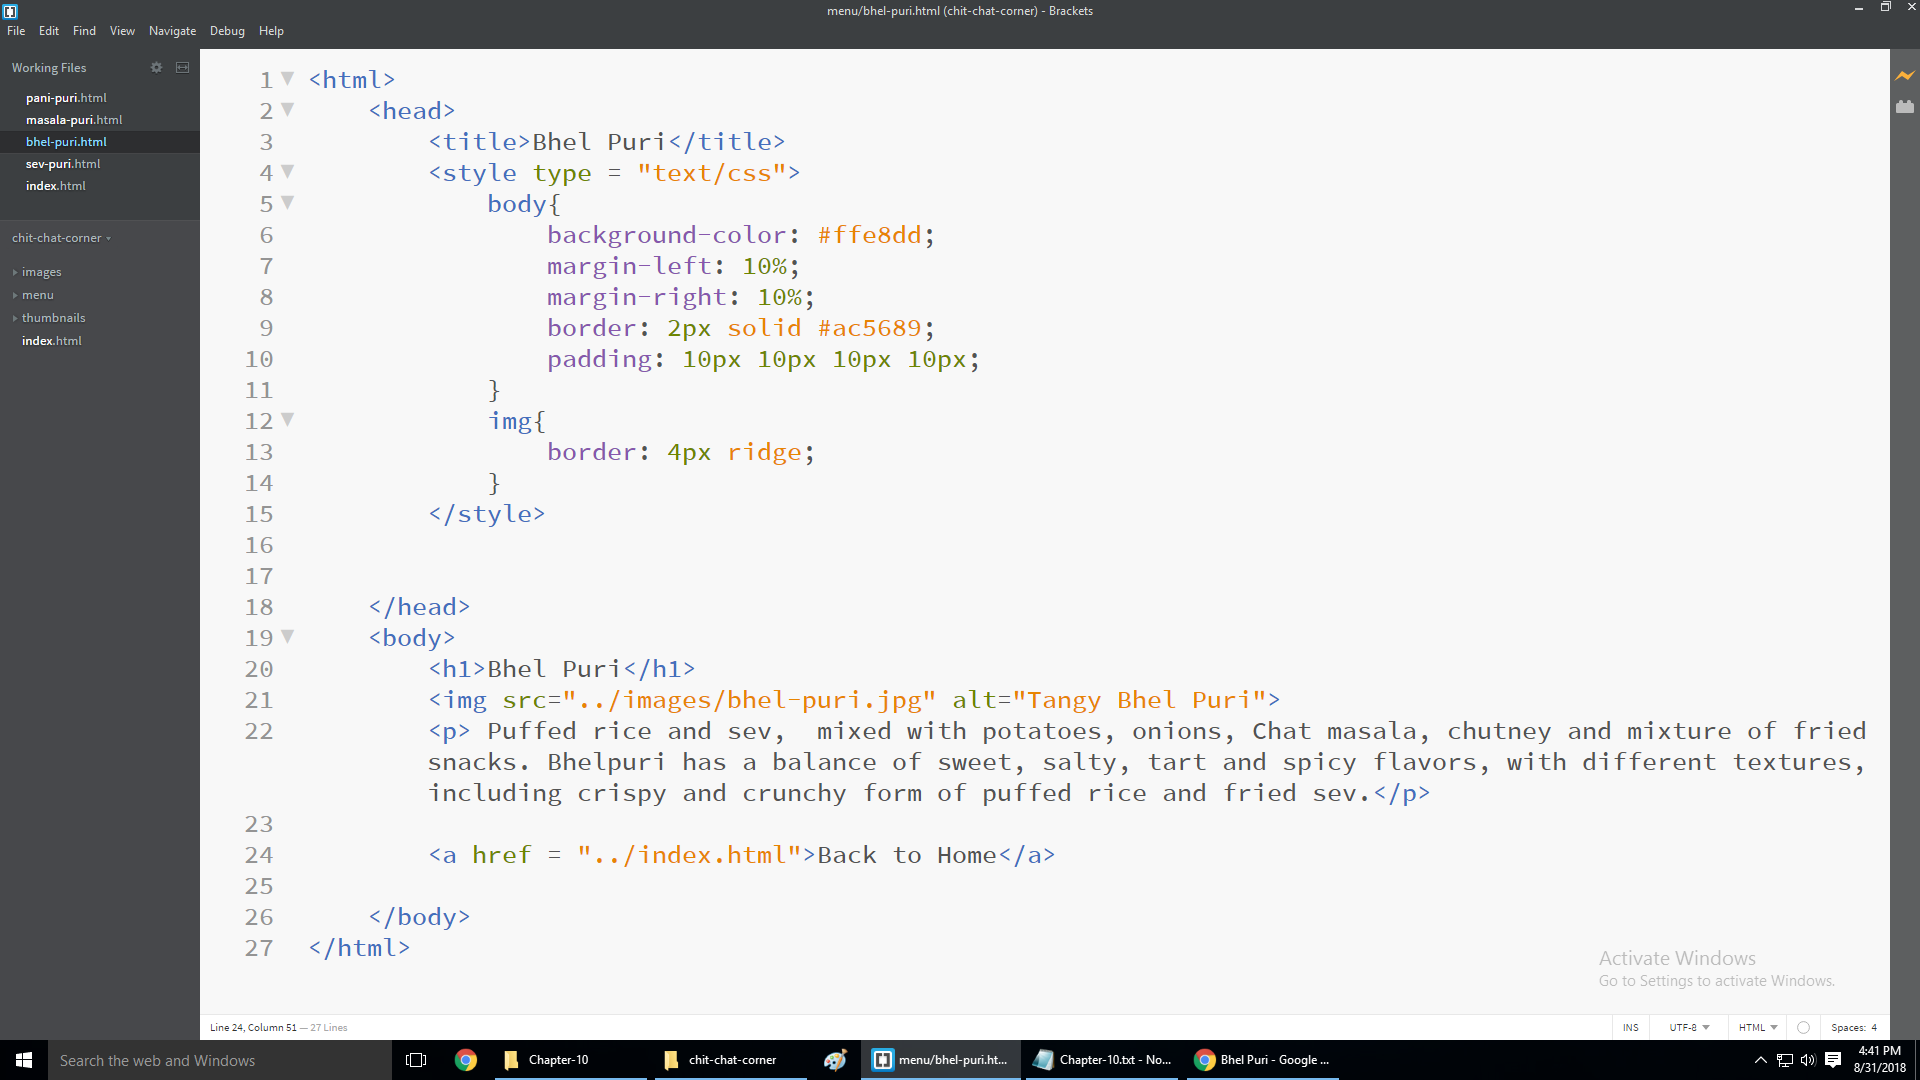 menu/bhel-puri.html (chit-chat-corner) - Brackets
File Edit Find View Navigate Debug Help
Working Files
pani-puri.html
masala-puri.html
bhel-puri.html
sev-puri.html
index.html
chit-chat-corner
images
menu
thumbnails
index.html
1 <html>
2 <head>
3 <title>Bhel Puri</title>
4 <style type = "text/css">
5 body{
6 background-color: #ffe8dd;
7 margin-left: 10%;
8 margin-right: 10%;
9 border: 2px solid #ac5689;
10 padding: 10px 10px 10px 10px;
11 }
12 img{
13 border: 4px ridge;
14 }
15 </style>
16
17
18 </head>
19 <body>
20 <h1>Bhel Puri</h1>
21 <img src="../images/bhel-puri.jpg" alt="Tangy Bhel Puri">
22 <p> Puffed rice and sev,  mixed with potatoes, onions, Chat masala, chutney and mixture of fried
snacks. Bhelpuri has a balance of sweet, salty, tart and spicy flavors, with different textures,
including crispy and crunchy form of puffed rice and fried sev.</p>
23
24 <a href = "../index.html">Back to Home</a>
25
26 </body>
27 </html>
Activate Windows
Go to Settings to activate Windows.
Line 24, Column 51 — 27 Lines
INS UTF-8 HTML Spaces: 4
Search the web and Windows
Chapter-10
chit-chat-corner
menu/bhel-puri.ht...
Chapter-10.txt - No...
Bhel Puri - Google ...
4:41 PM
8/31/2018